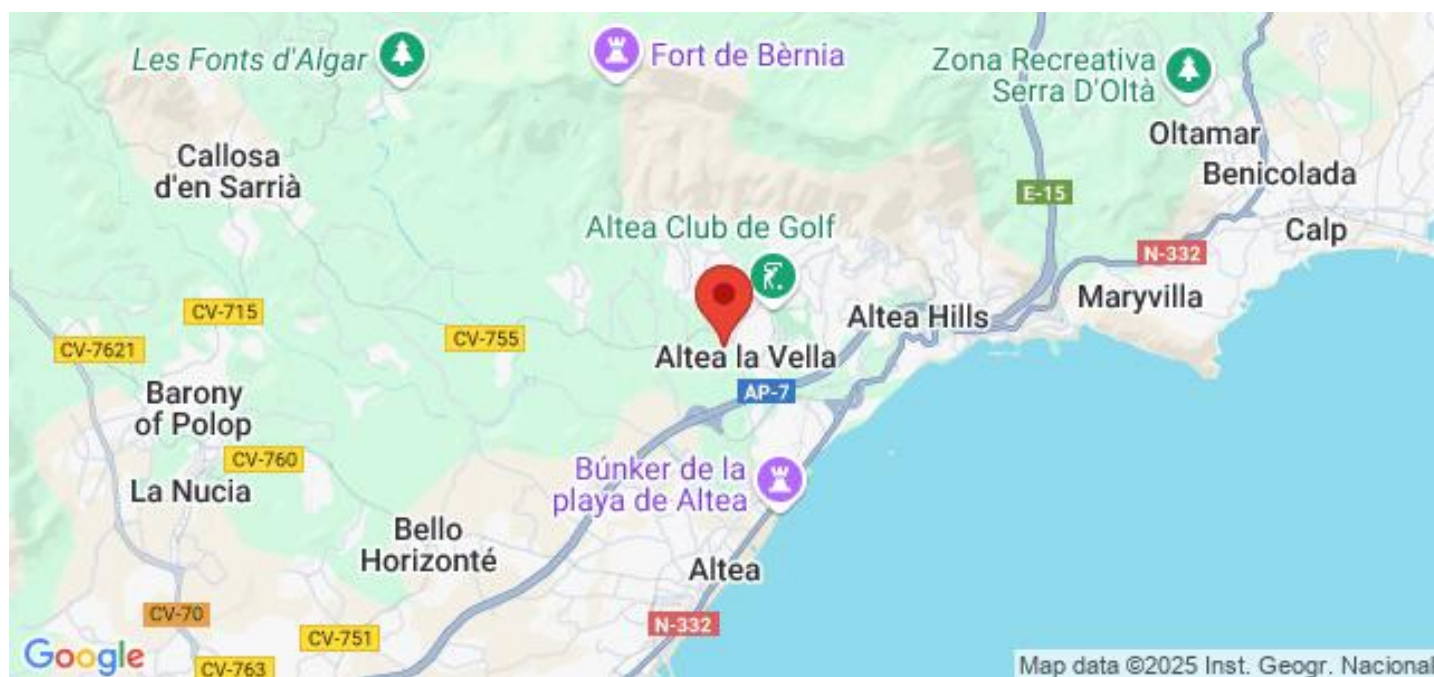 Les Fonts d'Algar
Fort de Bèrnia
Zona Recreativa
Serra D'Oltà
Oltamar
Callosa
d'en Sarrià
Benicolada
E-15
Altea Club de Golf
Calp
N-332
Maryvilla
CV-715
Altea Hills
CV-755
CV-7621
Altea la Vella
AP-7
Barony
of Polop
CV-760
Búnker de la
playa de Altea
La Nucia
Bello
Horizonté
Altea
CV-70
N-332
CV-751
Google
CV-763
Map data ©2025 Inst. Geogr. Nacional